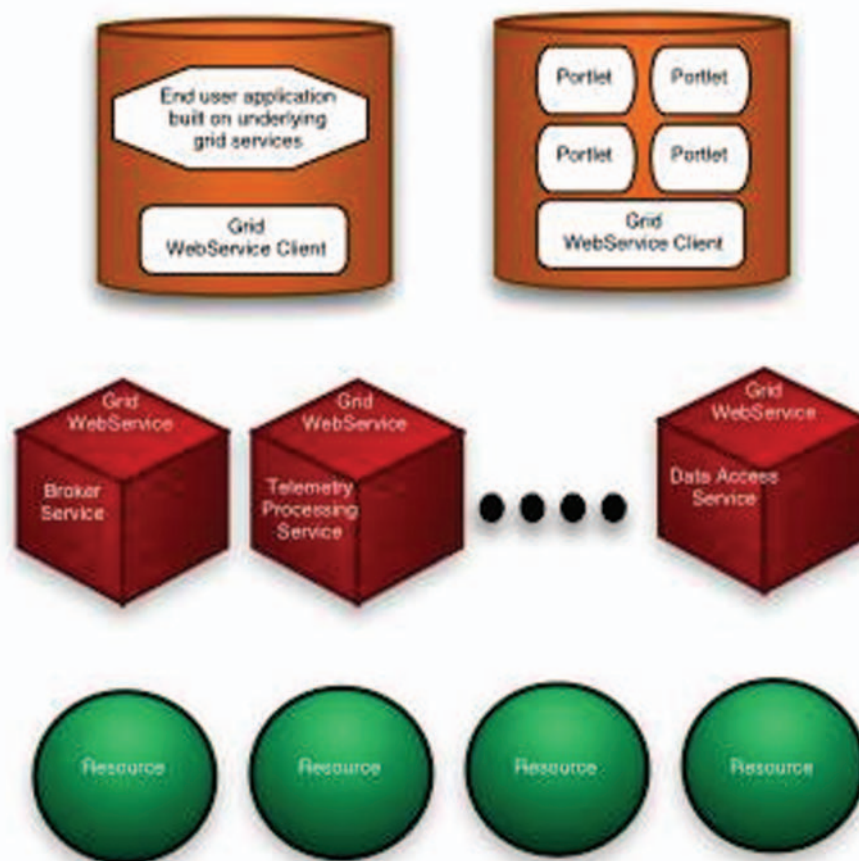 End user application
built on underlying
grid services
Grid
WebService Client
Portlet
Portlet
Portlet
Portlet
Grid
WebService Client
Grid
WebService
Broker
Service
Grid
WebService
Telemetry
Processing
Service
Grid
WebService
Data Access
Service
Resource
Resource
Resource
Resource